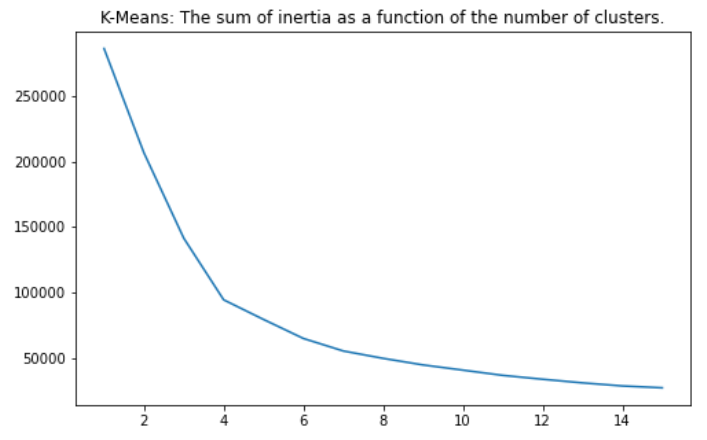 K-Means: The sum of inertia as a function of the number of clusters.
250000
200000
150000
100000
50000
2 4 6 8 10 12 14